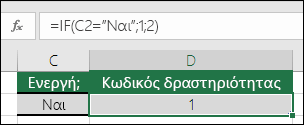 fx =IF(C2="Ναι";1;2)
C D
Ενεργή; Κωδικός δραστηριότητας
Ναι 1